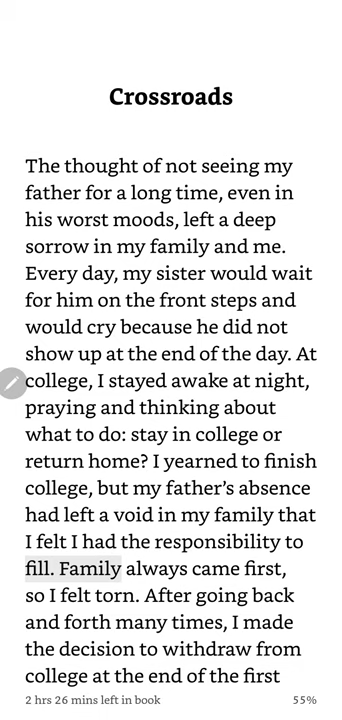 Crossroads
The thought of not seeing my
father for a long time, even in
his worst moods, left a deep
sorrow in my family and me.
Every day, my sister would wait
for him on the front steps and
would cry because he did not
show up at the end of the day. At
college, I stayed awake at night,
praying and thinking about
what to do: stay in college or
return home? I yearned to finish
college, but my father’s absence
had left a void in my family that
I felt I had the responsibility to
fill. Family always came first,
so I felt torn. After going back
and forth many times, I made
the decision to withdraw from
college at the end of the first
2 hrs 26 mins left in book 55%